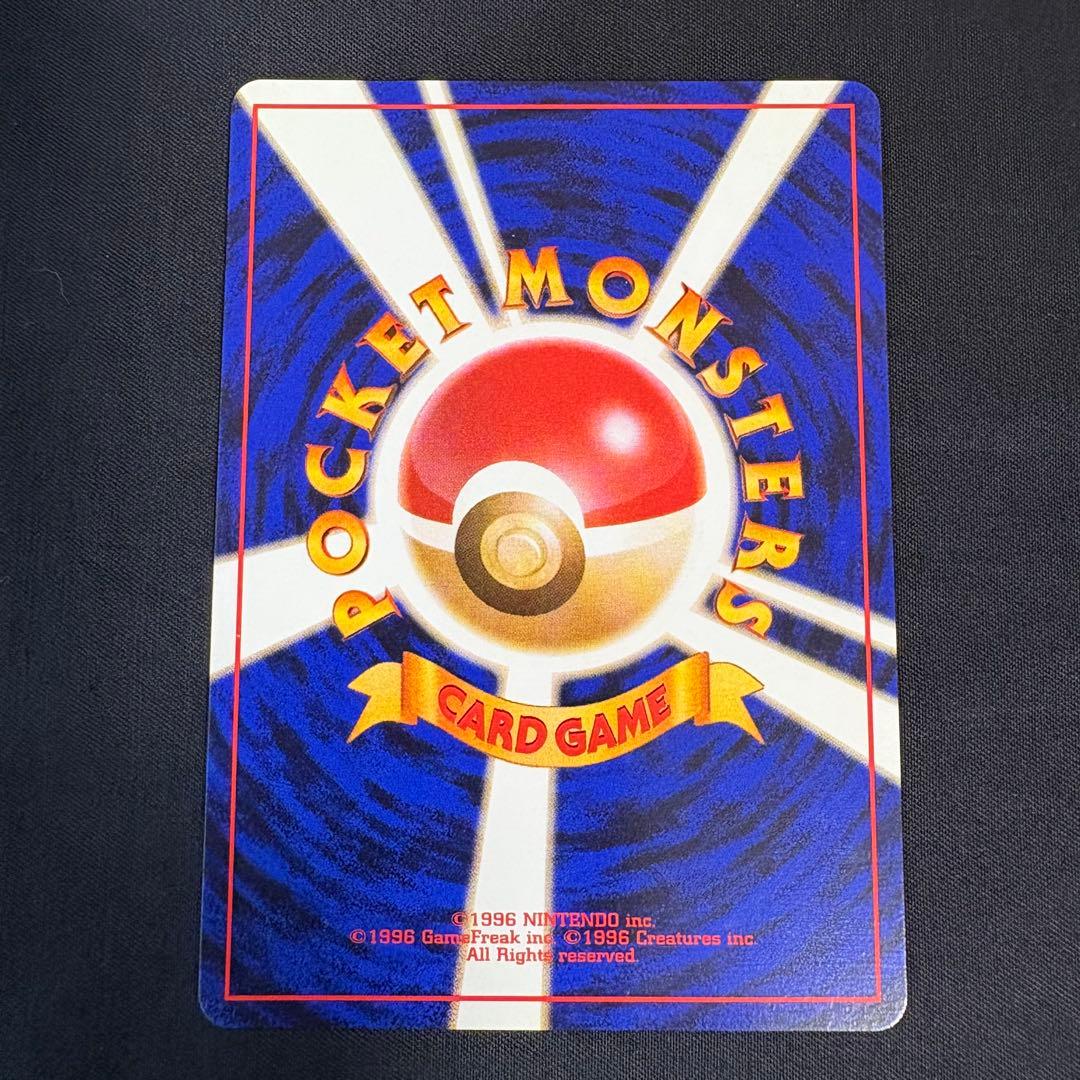 POCKET MONSTERS
CARD GAME
©1996 NINTENDO inc.
©1996 GameFreak inc. ©1996 Creatures inc.
All Rights reserved.